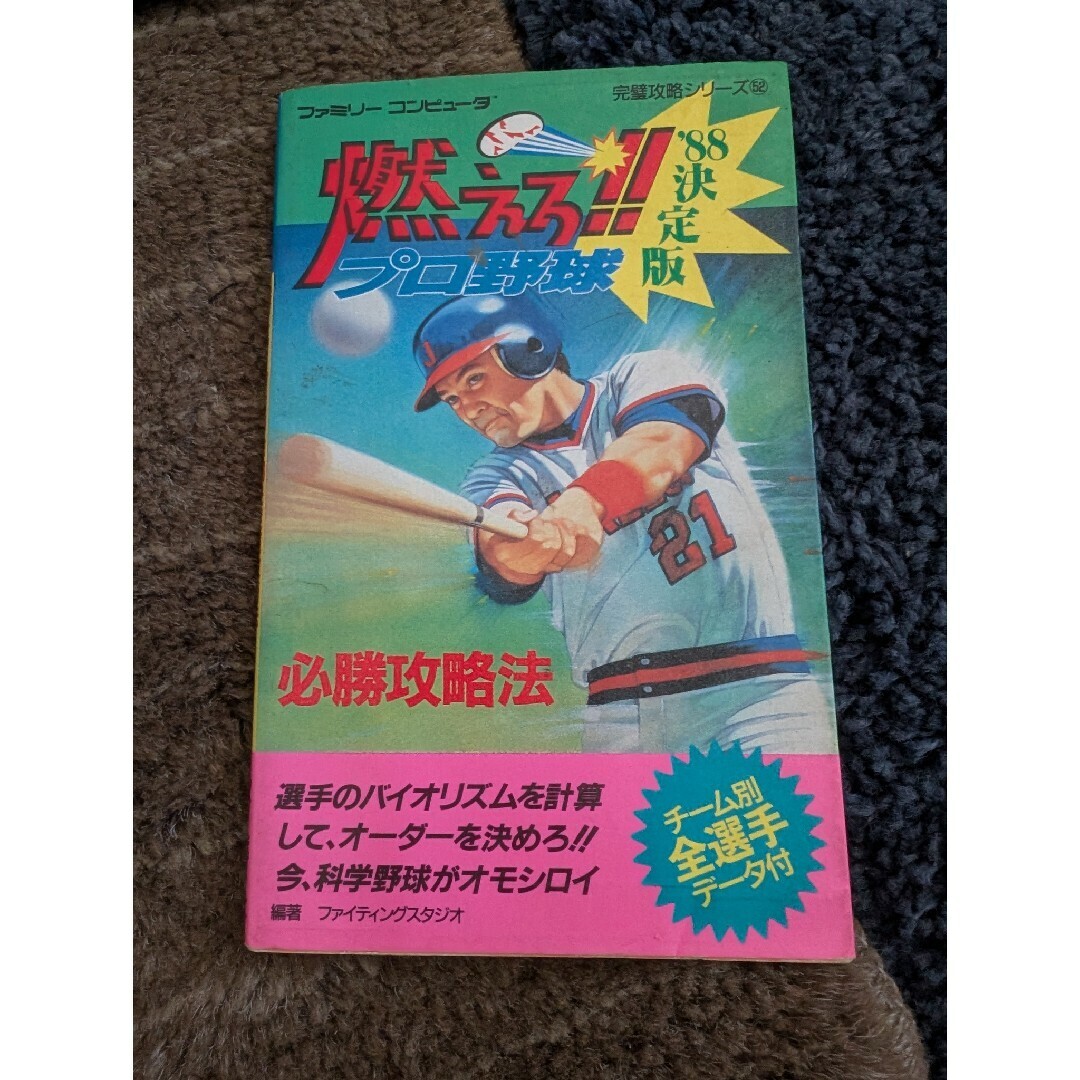 ファミリー コンピュータ™
完璧攻略シリーズ52
燃えろ!!
プロ野球
'88決定版
J
21
必勝攻略法
選手のバイオリズムを計算
して、オーダーを決めろ!!
今、科学野球がオモシロイ
編著 ファイティングスタジオ
チーム別
全選手
データ付